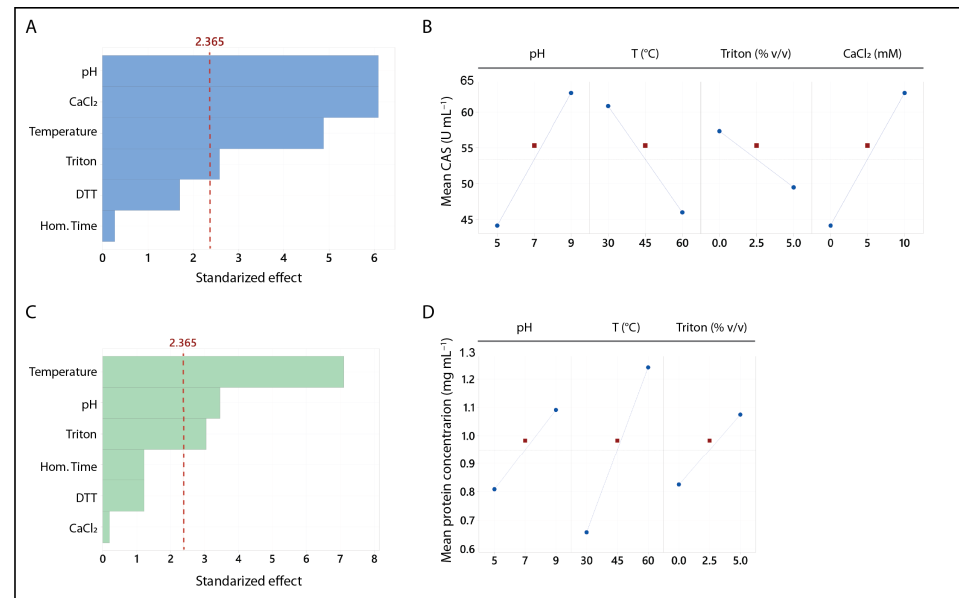 A
2.365
pH
CaCl₂
Temperature
Triton
DTT
Hom. Time
0 1 2 3 4 5 6
Standarized effect
B
pH T (°C) Triton (% v/v) CaCl₂ (mM)
Mean CAS (U mL⁻¹)
65
60
55
50
45
5 7 9 30 45 60 0.0 2.5 5.0 0 5 10
C
2.365
Temperature
pH
Triton
Hom. Time
DTT
CaCl₂
0 1 2 3 4 5 6 7 8
Standarized effect
D
pH T (°C) Triton (% v/v)
Mean protein concentrarion (mg mL⁻¹)
1.3
1.2
1.1
1.0
0.9
0.8
0.7
0.6
5 7 9 30 45 60 0.0 2.5 5.0